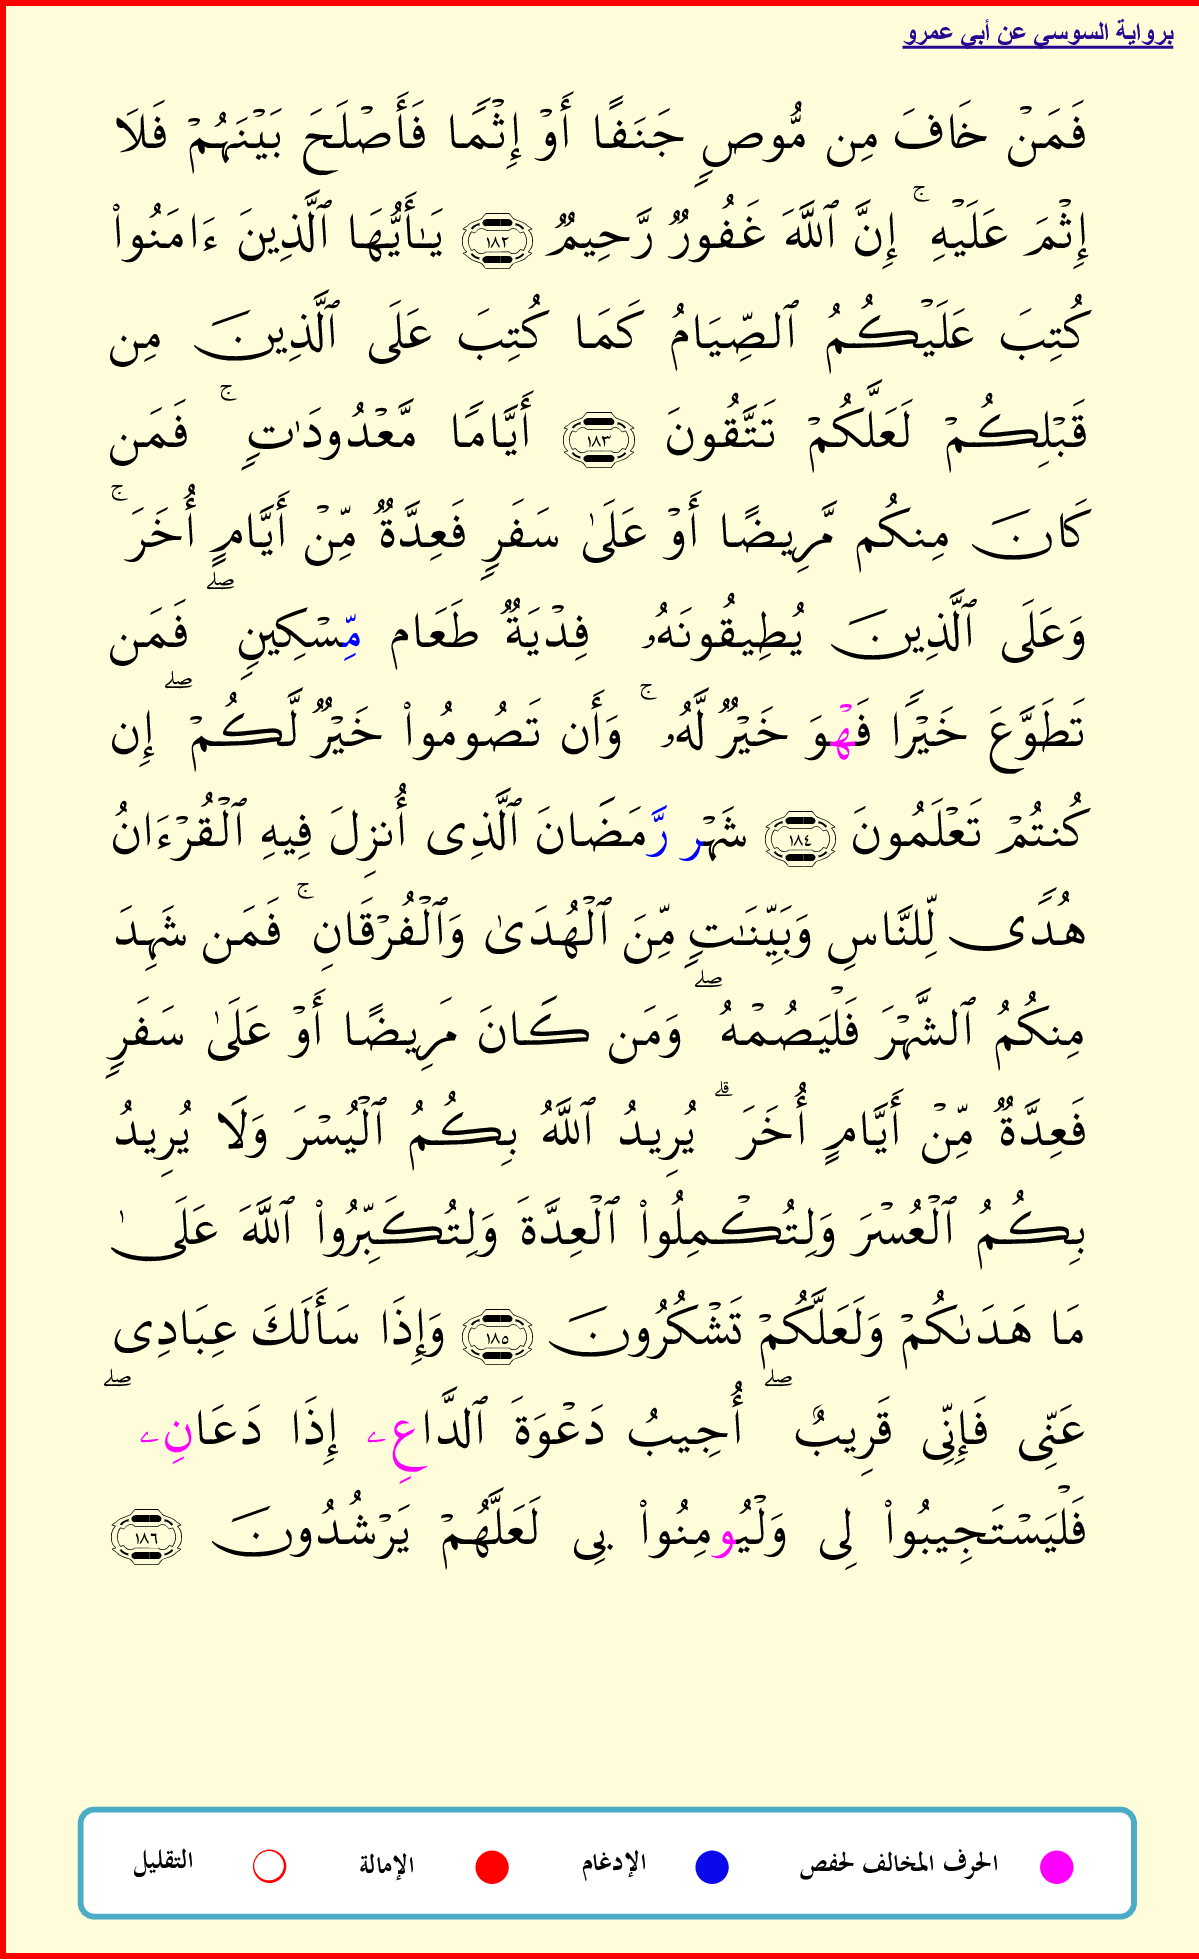 برواية السوسي عن أبي عمرو
فَمَنۡ خَافَ مِن مُّوصٖ جَنَفًا أَوۡ إِثۡمٗا فَأَصۡلَحَ بَيۡنَهُمۡ فَلَا
إِثۡمَ عَلَيۡهِۚ إِنَّ ٱللَّهَ غَفُورٞ رَّحِيمٞ ١٨٢ يَٰٓأَيُّهَا ٱلَّذِينَ ءَامَنُواْ
كُتِبَ عَلَيۡكُمُ ٱلصِّيَامُ كَمَا كُتِبَ عَلَى ٱلَّذِينَ مِن
قَبۡلِكُمۡ لَعَلَّكُمۡ تَتَّقُونَ ١٨٣ أَيَّامٗا مَّعۡدُودَٰتٖۚ فَمَن
كَانَ مِنكُم مَّرِيضًا أَوۡ عَلَىٰ سَفَرٖ فَعِدَّةٞ مِّنۡ أَيَّامٍ أُخَرَۚ
وَعَلَى ٱلَّذِينَ يُطِيقُونَهُۥ فِدۡيَةٞ طَعَام مِّسۡكِينٖۖ فَمَن
تَطَوَّعَ خَيۡرٗا فَهۡوَ خَيۡرٞ لَّهُۥۚ وَأَن تَصُومُواْ خَيۡرٞ لَّكُمۡۖ إِن
كُنتُمۡ تَعۡلَمُونَ ١٨٤ شَهۡر رَّمَضَانَ ٱلَّذِى أُنزِلَ فِيهِ ٱلۡقُرۡءَانُ
هُدٗى لِّلنَّاسِ وَبَيِّنَٰتٖ مِّنَ ٱلۡهُدَىٰ وَٱلۡفُرۡقَانِۚ فَمَن شَهِدَ
مِنكُمُ ٱلشَّهۡرَ فَلۡيَصُمۡهُۖ وَمَن كَانَ مَرِيضًا أَوۡ عَلَىٰ سَفَرٖ
فَعِدَّةٞ مِّنۡ أَيَّامٍ أُخَرَۗ يُرِيدُ ٱللَّهُ بِكُمُ ٱلۡيُسۡرَ وَلَا يُرِيدُ
بِكُمُ ٱلۡعُسۡرَ وَلِتُكۡمِلُواْ ٱلۡعِدَّةَ وَلِتُكَبِّرُواْ ٱللَّهَ عَلَىٰ
مَا هَدَىٰكُمۡ وَلَعَلَّكُمۡ تَشۡكُرُونَ ١٨٥ وَإِذَا سَأَلَكَ عِبَادِى
عَنِّى فَإِنِّى قَرِيبٌۖ أُجِيبُ دَعۡوَةَ ٱلدَّاعِۦ إِذَا دَعَانِۦۖ
فَلۡيَسۡتَجِيبُواْ لِى وَلۡيُومِنُواْ بِى لَعَلَّهُمۡ يَرۡشُدُونَ ١٨٦
الحرف المخالف لحفص الإدغام الإمالة التقليل